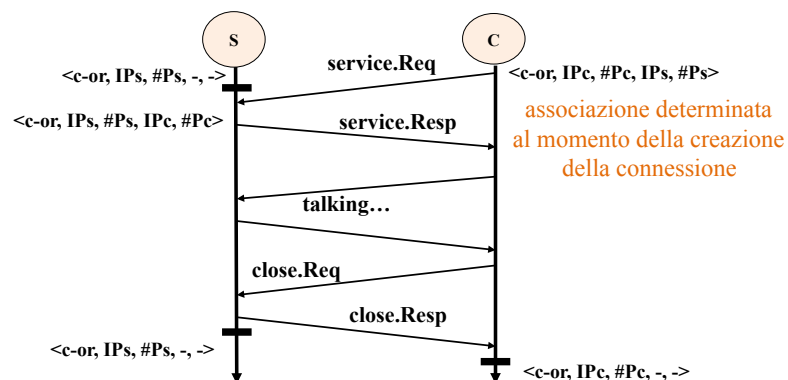 S
C
service.Req
<c-or, IPs, #Ps, -, ->
<c-or, IPc, #Pc, IPs, #Ps>
<c-or, IPs, #Ps, IPc, #Pc>
service.Resp
associazione determinata
al momento della creazione
della connessione
talking…
close.Req
close.Resp
<c-or, IPs, #Ps, -, ->
<c-or, IPc, #Pc, -, ->